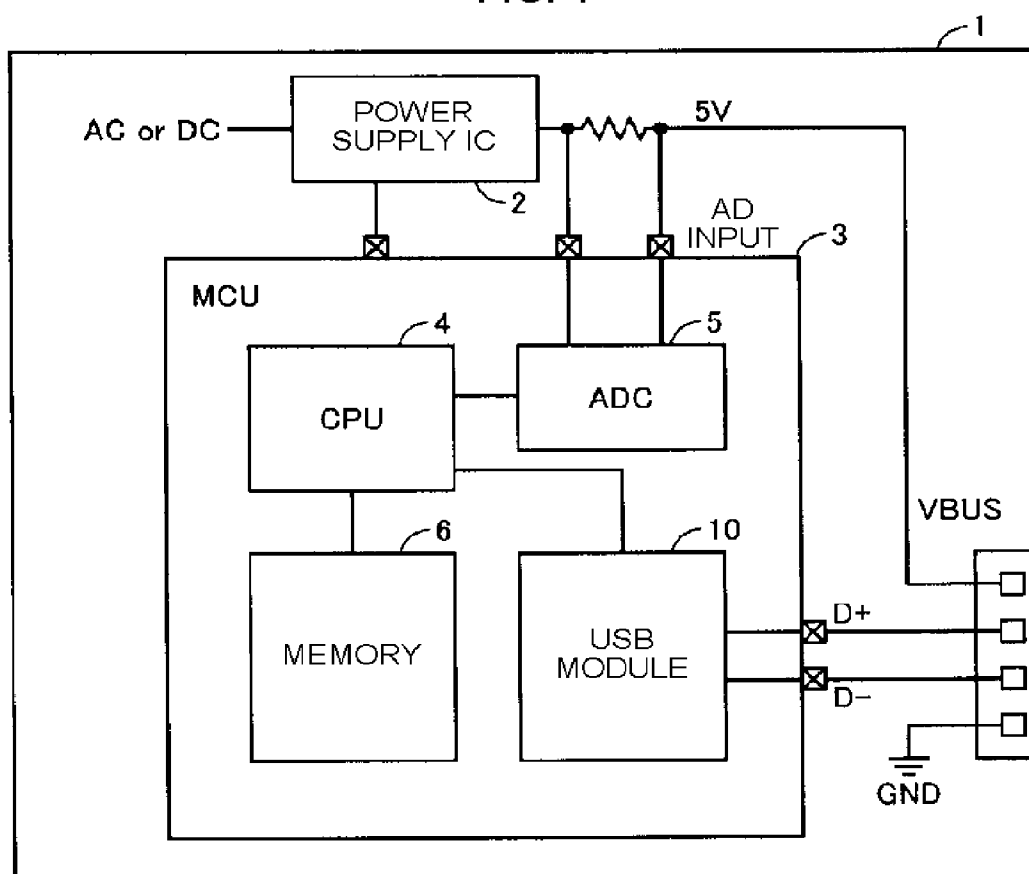 1
AC or DC
POWER
SUPPLY IC
5V
2
AD
INPUT
3
MCU
4
5
CPU
ADC
VBUS
6
10
MEMORY
USB
MODULE
D+
D-
GND